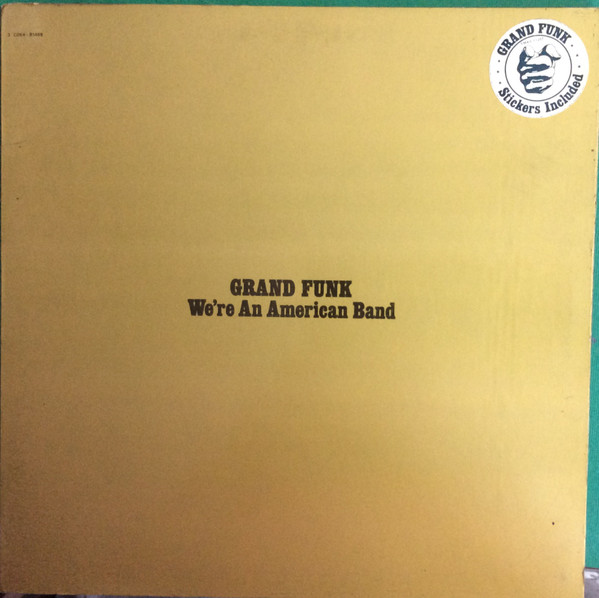 GRAND FUNK
Stickers Included
GRAND FUNK
We're An American Band